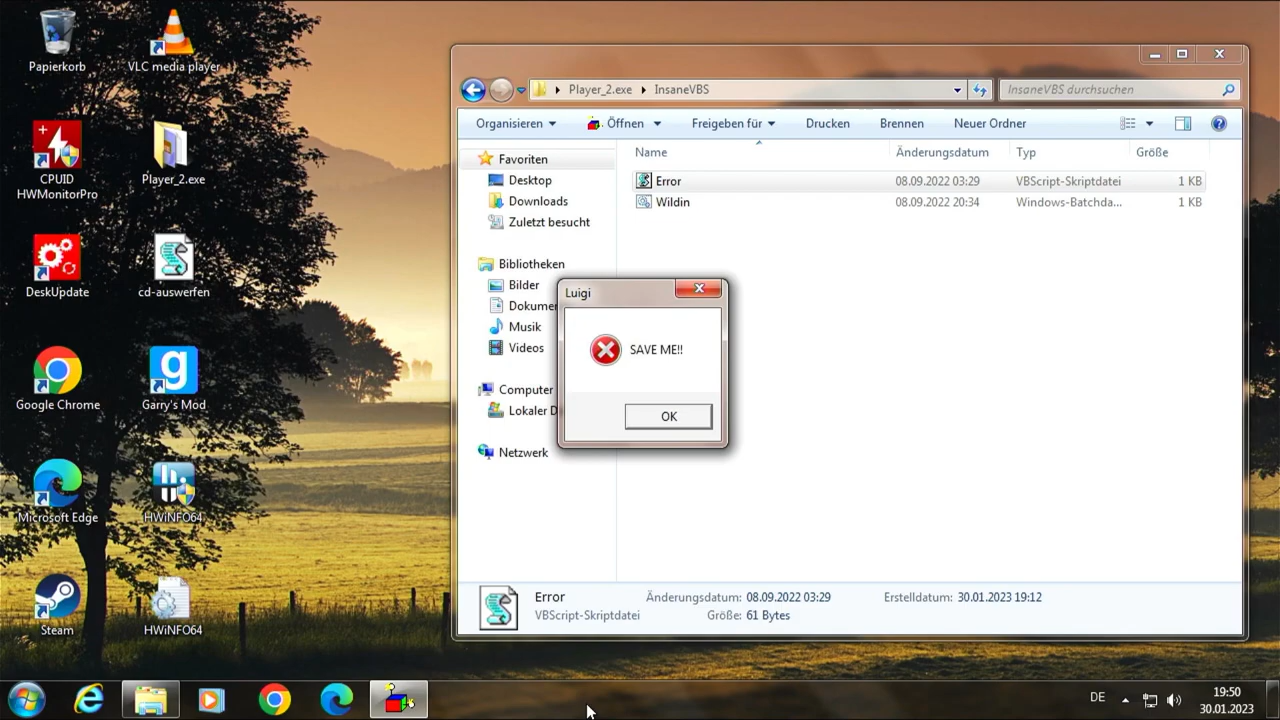 Papierkorb
VLC media player
CPUID
HWMonitorPro
Player_2.exe
DeskUpdate
cd-auswerfen
Google Chrome
Garry's Mod
Microsoft Edge
HWiNFO64
Steam
HWiNFO64
Player_2.exe
InsaneVBS
InsaneVBS durchsuchen
Organisieren
Öffnen
Freigeben für
Drucken
Brennen
Neuer Ordner
Favoriten
Desktop
Downloads
Zuletzt besucht
Bibliotheken
Bilder
Dokumen
Musik
Videos
Computer
Lokaler D
Netzwerk
Name Änderungsdatum Typ Größe
Error 08.09.2022 03:29 VBScript-Skriptdatei 1 KB
Wildin 08.09.2022 20:34 Windows-Batchda... 1 KB
Luigi
SAVE ME!!
OK
Error Änderungsdatum: 08.09.2022 03:29 Erstelldatum: 30.01.2023 19:12
VBScript-Skriptdatei Größe: 61 Bytes
DE
19:50
30.01.2023